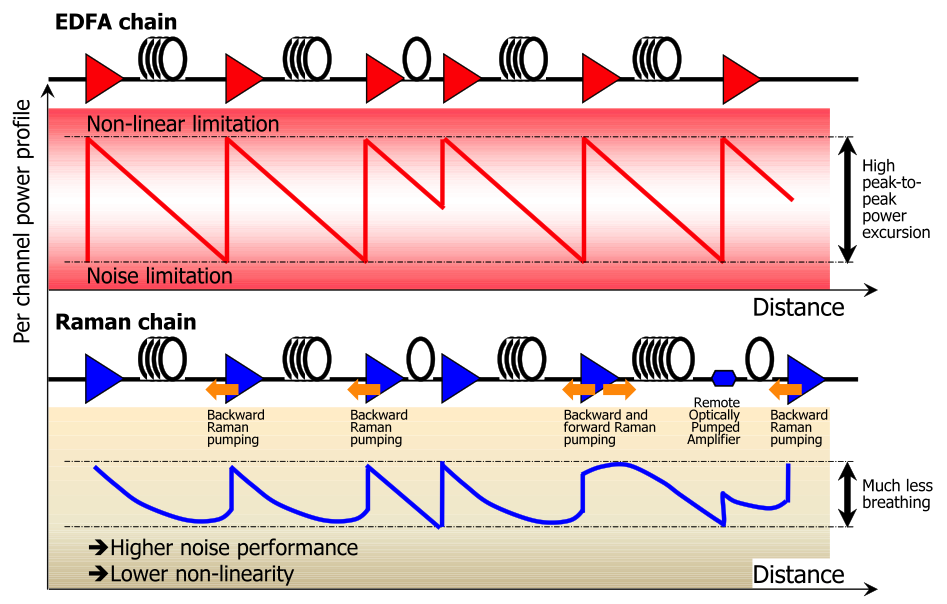 EDFA chain
Per channel power profile
Non-linear limitation
High
peak-to-
peak
power
excursion
Noise limitation
Distance
Raman chain
Backward
Raman
pumping
Backward
Raman
pumping
Backward and
forward Raman
pumping
Remote
Optically
Pumped
Amplifier
Backward
Raman
pumping
Much less
breathing
➔Higher noise performance
➔Lower non-linearity
Distance